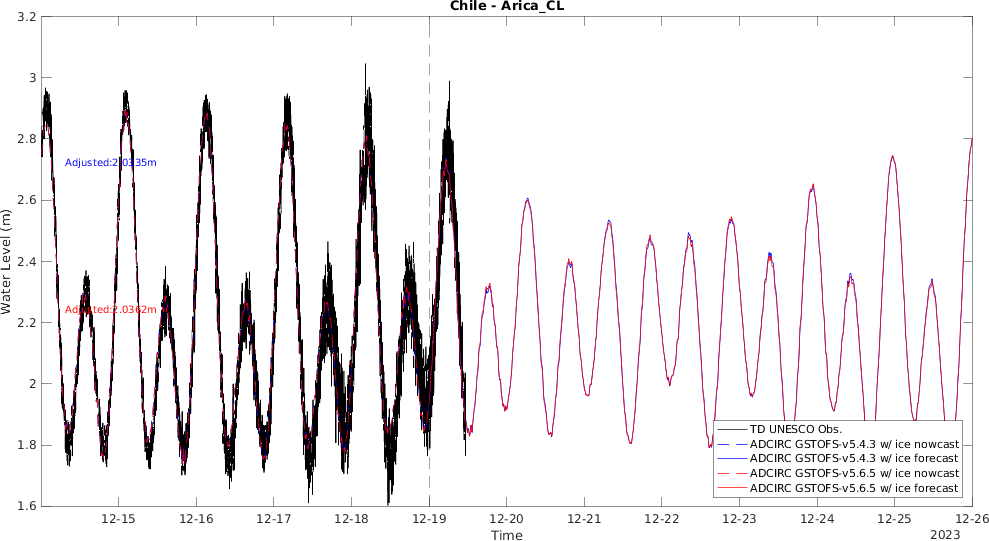 Chile - Arica_CL
3.2
3
2.8
2.6
2.4
2.2
2
1.8
1.6
Water Level (m)
Adjusted:2.0335m
Adjusted:2.0362m
TD UNESCO Obs.
ADCIRC GSTOFS-v5.4.3 w/ ice nowcast
ADCIRC GSTOFS-v5.4.3 w/ ice forecast
ADCIRC GSTOFS-v5.6.5 w/ ice nowcast
ADCIRC GSTOFS-v5.6.5 w/ ice forecast
12-15 12-16 12-17 12-18 12-19 12-20 12-21 12-22 12-23 12-24 12-25 12-26
Time
2023